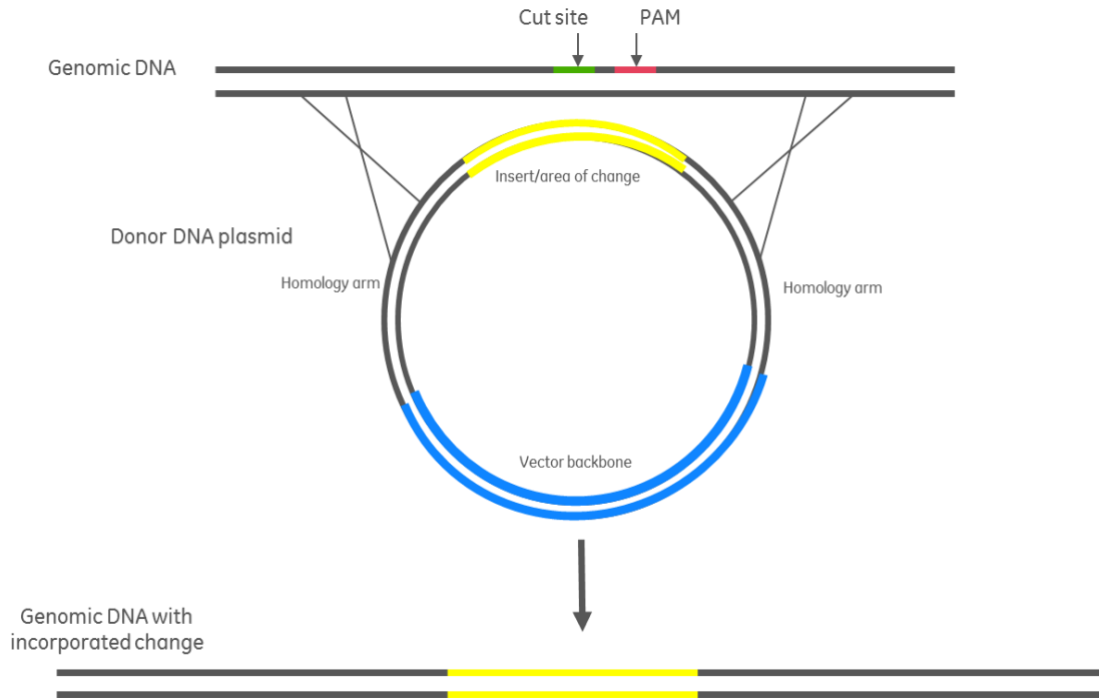 Cut site
PAM
Genomic DNA
Insert/area of change
Donor DNA plasmid
Homology arm
Homology arm
Vector backbone
Genomic DNA with
incorporated change